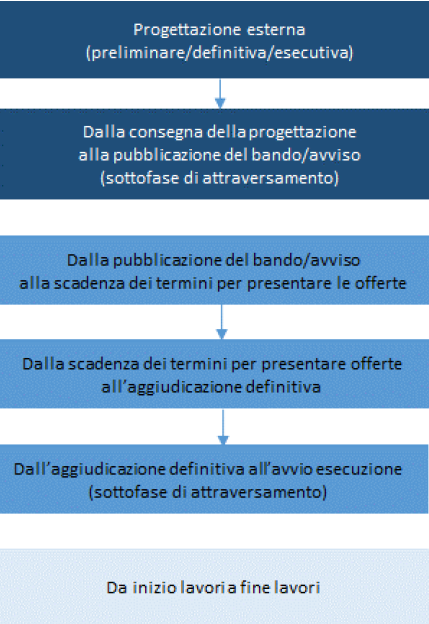 Progettazione esterna
(preliminare/definitiva/esecutiva)
Dalla consegna della progettazione
alla pubblicazione del bando/avviso
(sottofase di attraversamento)
Dalla pubblicazione del bando/avviso
alla scadenza dei termini per presentare le offerte
Dalla scadenza dei termini per presentare offerte
all'aggiudicazione definitiva
Dall'aggiudicazione definitiva all'avvio esecuzione
(sottofase di attraversamento)
Da inizio lavori a fine lavori